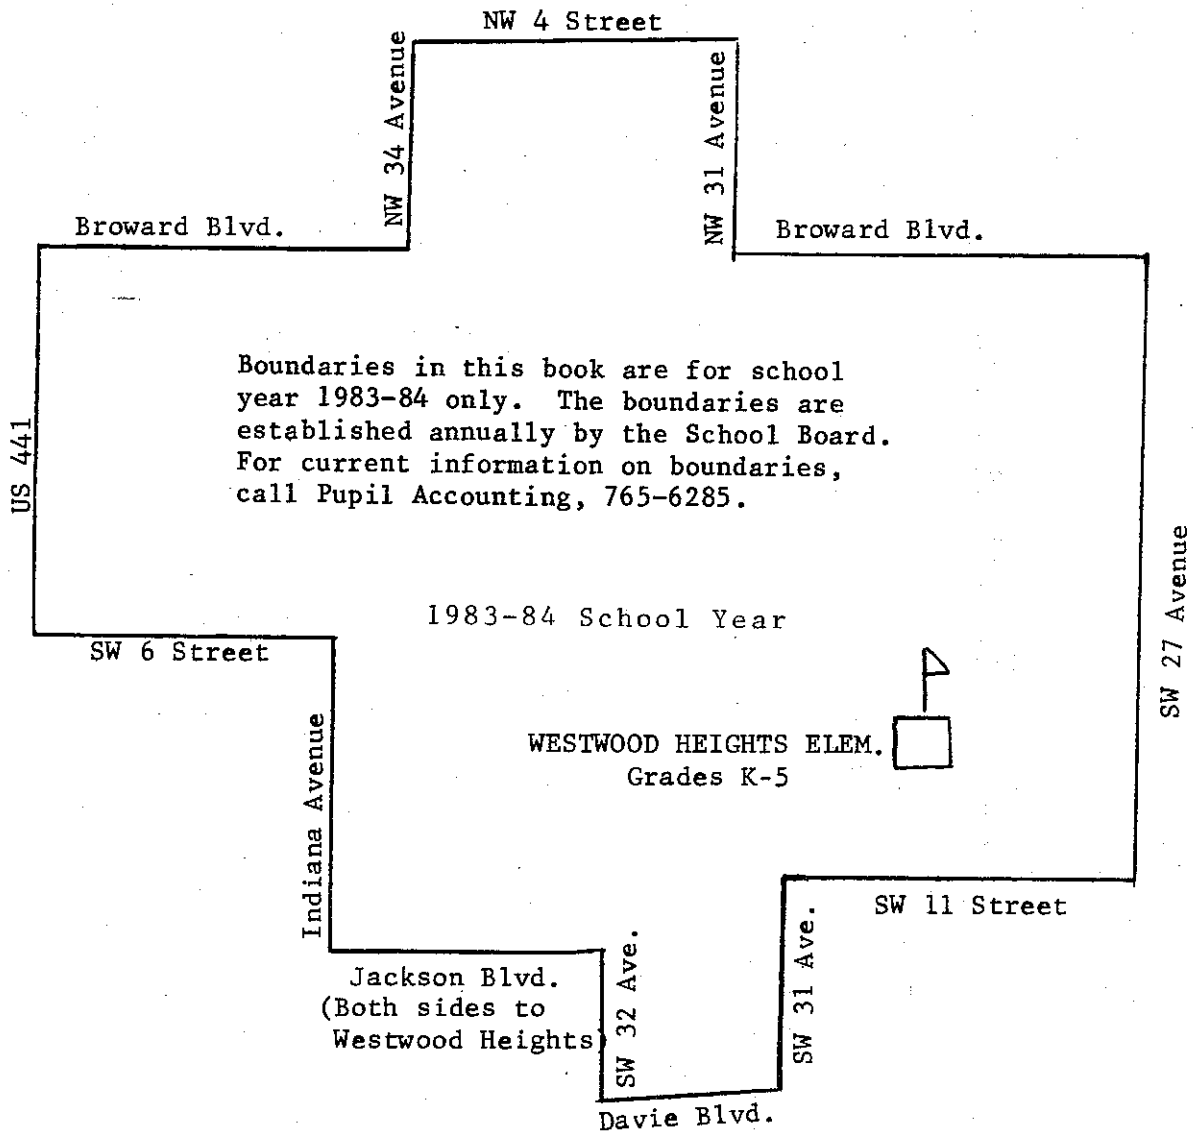 NW 4 Street
NW 34 Avenue
NW 31 Avenue
Broward Blvd.
Broward Blvd.
Boundaries in this book are for school
year 1983-84 only. The boundaries are
established annually by the School Board.
For current information on boundaries,
call Pupil Accounting, 765-6285.
US 441
SW 27 Avenue
1983-84 School Year
SW 6 Street
WESTWOOD HEIGHTS ELEM.
Grades K-5
Indiana Avenue
SW 11 Street
Jackson Blvd.
(Both sides to
Westwood Heights)
SW 32 Ave.
SW 31 Ave.
Davie Blvd.